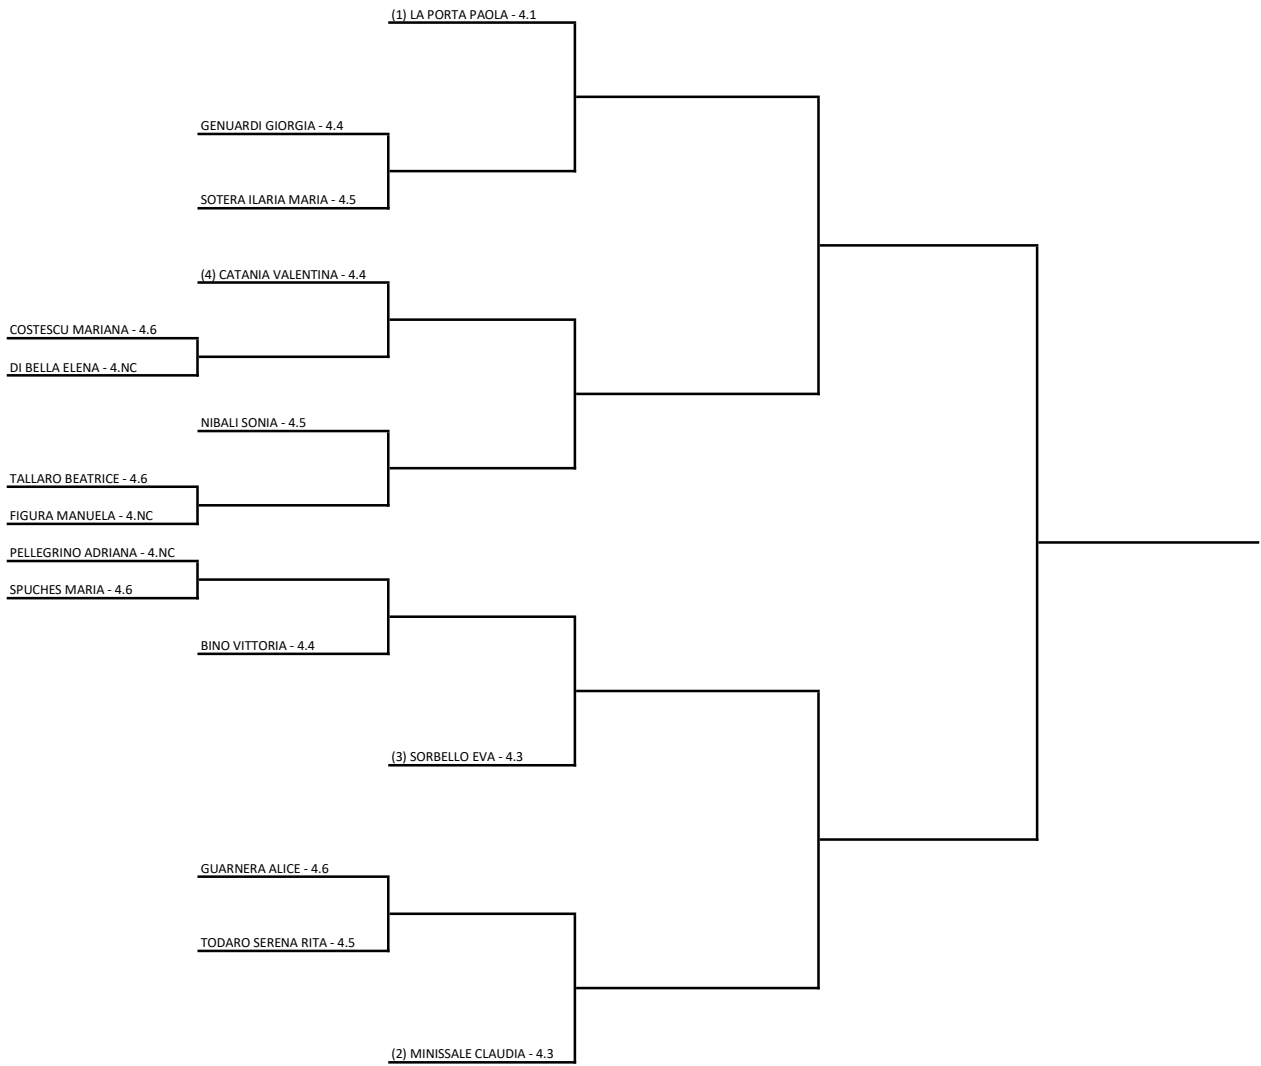 (1) LA PORTA PAOLA - 4.1
GENUARDI GIORGIA - 4.4
SOTERA ILARIA MARIA - 4.5
(4) CATANIA VALENTINA - 4.4
COSTESCU MARIANA - 4.6
DI BELLA ELENA - 4.NC
NIBALI SONIA - 4.5
TALLARO BEATRICE - 4.6
FIGURA MANUELA - 4.NC
PELLEGRINO ADRIANA - 4.NC
SPUCHES MARIA - 4.6
BINO VITTORIA - 4.4
(3) SORBELLO EVA - 4.3
GUARNERA ALICE - 4.6
TODARO SERENA RITA - 4.5
(2) MINISSALE CLAUDIA - 4.3